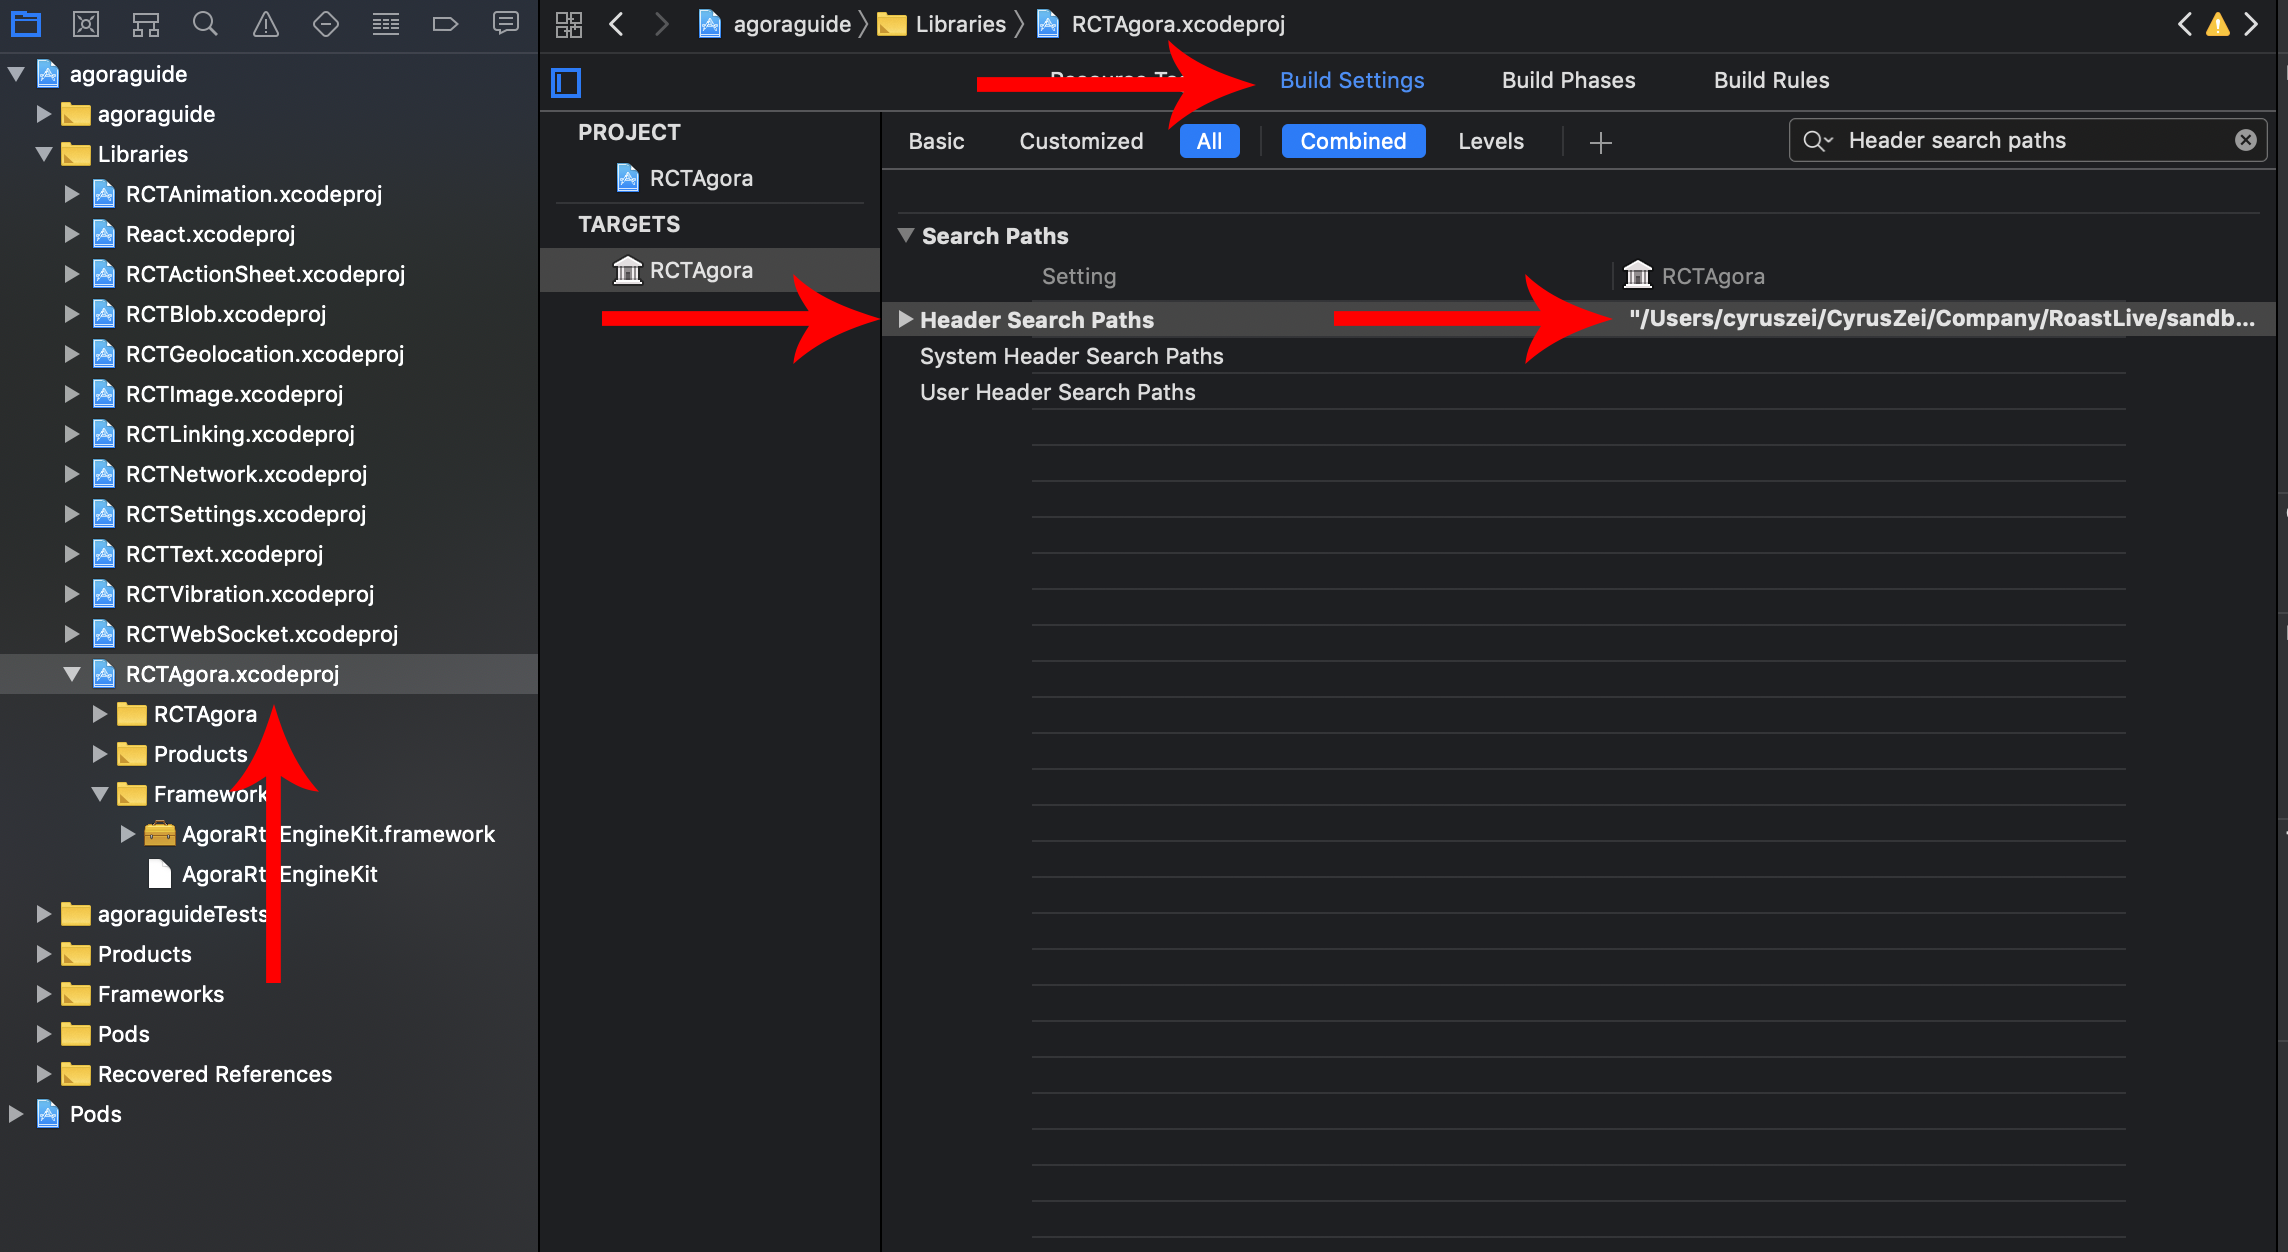 agoraguide
agoraguide
Libraries
RCTAnimation.xcodeproj
React.xcodeproj
RCTActionSheet.xcodeproj
RCTBlob.xcodeproj
RCTGeolocation.xcodeproj
RCTImage.xcodeproj
RCTLinking.xcodeproj
RCTNetwork.xcodeproj
RCTSettings.xcodeproj
RCTText.xcodeproj
RCTVibration.xcodeproj
RCTWebSocket.xcodeproj
RCTAgora.xcodeproj
RCTAgora
Products
Framework
AgoraRt EngineKit.framework
AgoraRt EngineKit
agoraguideTests
Products
Frameworks
Pods
Recovered References
Pods
agoraguide Libraries RCTAgora.xcodeproj
Build Settings Build Phases Build Rules
PROJECT
RCTAgora
TARGETS
RCTAgora
Basic Customized All Combined Levels Header search paths
Search Paths
Setting RCTAgora
Header Search Paths "/Users/cyruszei/CyrusZei/Company/RoastLive/sandb...
System Header Search Paths
User Header Search Paths